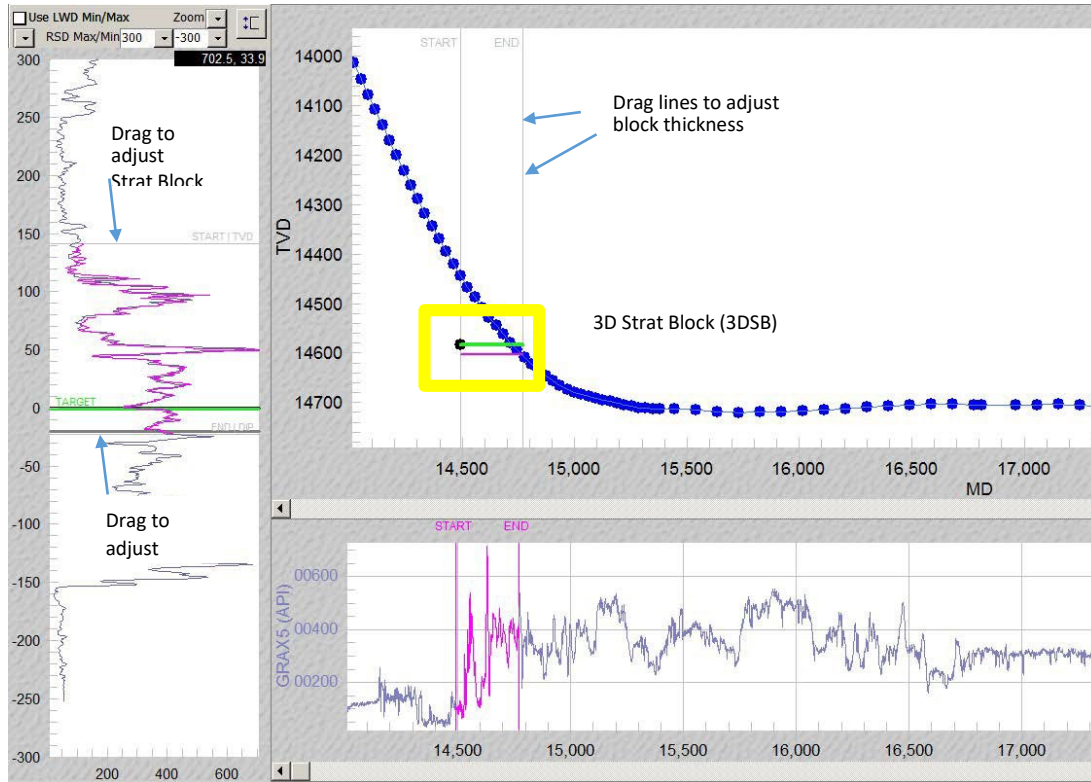 Use LWD Min/Max Zoom
RSD Max/Min 300 -300
702.5, 33.9
300
250
200
150
100
50
0
-50
-100
-150
-200
-250
-300
200 400 600
Drag to
adjust
Strat Block
START | TVD
TARGET
END | DIP
Drag to
adjust
START END
Drag lines to adjust
block thickness
3D Strat Block (3DSB)
TVD
14000
14100
14200
14300
14400
14500
14600
14700
14,500 15,000 15,500 16,000 16,500 17,000
MD
START END
GRAX5 (API)
00600
00400
00200
14,500 15,000 15,500 16,000 16,500 17,000